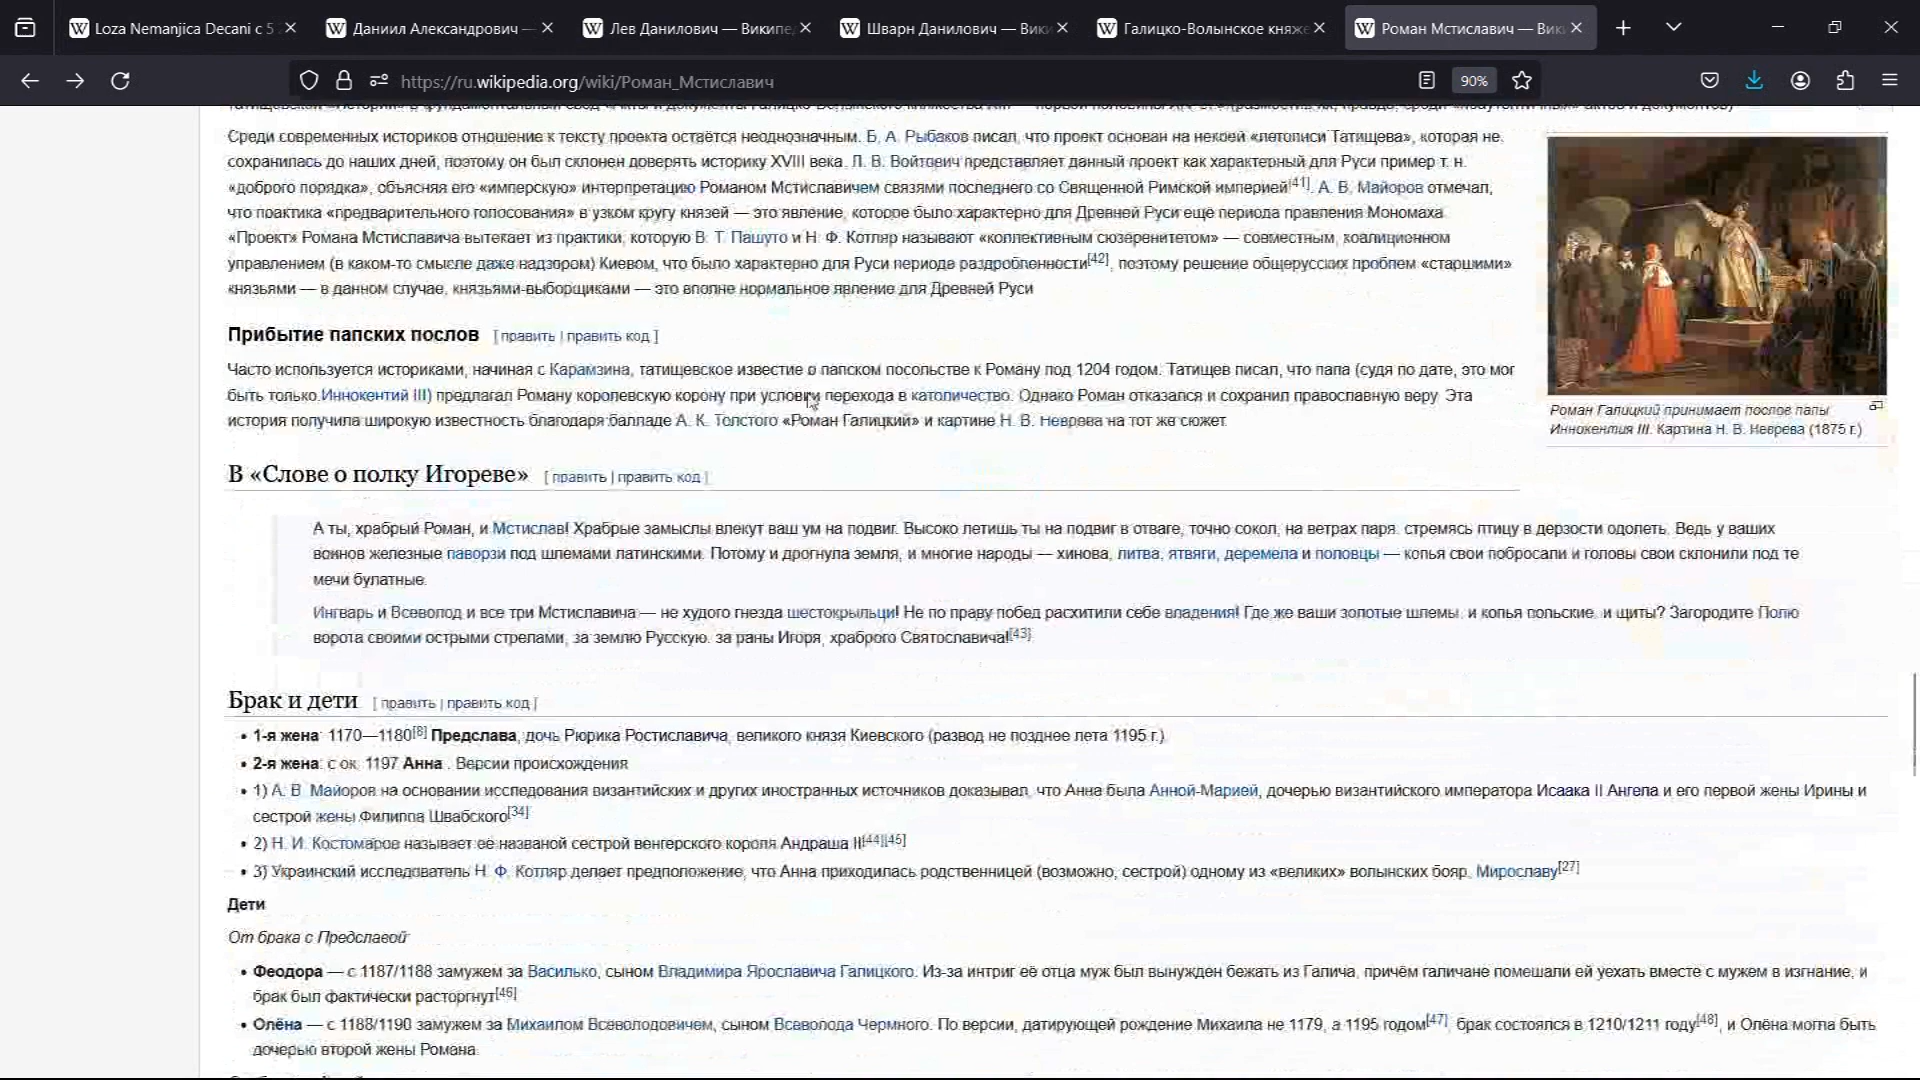 Loza Nemanjica Decani c 5
Даниил Александрович —
Лев Данилович — Википе
Шварн Данилович — Вики
Галицко-Волынское княже
Роман Мстиславич — Вик
https://ru.wikipedia.org/wiki/Роман_Мстиславич
90%
Среди современных историков отношение к тексту проекта остаётся неоднозначным. Б. А. Рыбаков писал, что проект основан на некоей «летописи Татищева», которая не
сохранилась до наших дней, поэтому он был склонен доверять историку XVIII века. Л. В. Войтович представляет данный проект как характерный для Руси пример т. н.
«доброго порядка», объясняя его «имперскую» интерпретацию Романом Мстиславичем связями последнего со Священной Римской империей[41]. А. В. Майоров отмечал,
что практика «предварительного голосования» в узком кругу князей — это явление, которое было характерно для Древней Руси ещё периода правления Мономаха
«Проект» Романа Мстиславича вытекает из практики, которую В. Т. Пашуто и Н. Ф. Котляр называют «коллективным сюзеренитетом» — совместным, коалиционном
управлением (в каком-то смысле даже надзором) Киевом, что было характерно для Руси периода раздробленности[42], поэтому решение общерусских проблем «старшими»
князьями — в данном случае, князьями-выборщиками — это вполне нормальное явление для Древней Руси
Роман Галицкий принимает послов папы
Иннокентия III. Картина Н. В. Неврева (1875 г.)
Прибытие папских послов [ править | править код ]
Часто используется историками, начиная с Карамзина, татищевское известие о папском посольстве к Роману под 1204 годом. Татищев писал, что папа (судя по дате, это мог
быть только Иннокентий III) предлагал Роману королевскую корону при условии перехода в католичество. Однако Роман отказался и сохранил православную веру. Эта
история получила широкую известность благодаря балладе А. К. Толстого «Роман Галицкий» и картине Н. В. Неврева на тот же сюжет.
В «Слове о полку Игореве» [ править | править код ]
А ты, храбрый Роман, и Мстислав! Храбрые замыслы влекут ваш ум на подвиг. Высоко летишь ты на подвиг в отваге, точно сокол, на ветрах паря, стремясь птицу в дерзости одолеть. Ведь у ваших
воинов железные паворзи под шлемами латинскими. Потому и дрогнула земля, и многие народы — хинова, литва, ятвяги, деремела и половцы — копья свои побросали и головы свои склонили под те
мечи булатные.
Ингварь и Всеволод и все три Мстиславича — не худого гнезда шестокрыльци! Не по праву побед расхитили себе владения! Где же ваши золотые шлемы, и копья польские, и щиты? Загородите Полю
ворота своими острыми стрелами, за землю Русскую, за раны Игоря, храброго Святославича![43]
Брак и дети [ править | править код ]
• 1-я жена: 1170—1180[8] Предслава, дочь Рюрика Ростиславича, великого князя Киевского (развод не позднее лета 1195 г.)
• 2-я жена: с ок. 1197 Анна. Версии происхождения
• 1) А. В. Майоров на основании исследования византийских и других иностранных источников доказывал, что Анна была Анной-Марией, дочерью византийского императора Исаака II Ангела и его первой жены Ирины и
сестрой жены Филиппа Швабского[34]
• 2) Н. И. Костомаров называет её названой сестрой венгерского короля Андраша II[44][45]
• 3) Украинский исследователь Н. Ф. Котляр делает предположение, что Анна приходилась родственницей (возможно, сестрой) одному из «великих» волынских бояр, Мирославу[27]
Дети
От брака с Предславой
• Феодора — с 1187/1188 замужем за Василько, сыном Владимира Ярославича Галицкого. Из-за интриг её отца муж был вынужден бежать из Галича, причём галичане помешали ей уехать вместе с мужем в изгнание, и
брак был фактически расторгнут[46]
• Олёна — с 1188/1190 замужем за Михаилом Всеволодовичем, сыном Всеволода Чермного. По версии, датирующей рождение Михаила не 1179, а 1195 годом[47], брак состоялся в 1210/1211 году[48], и Олёна могла быть
дочерью второй жены Романа.